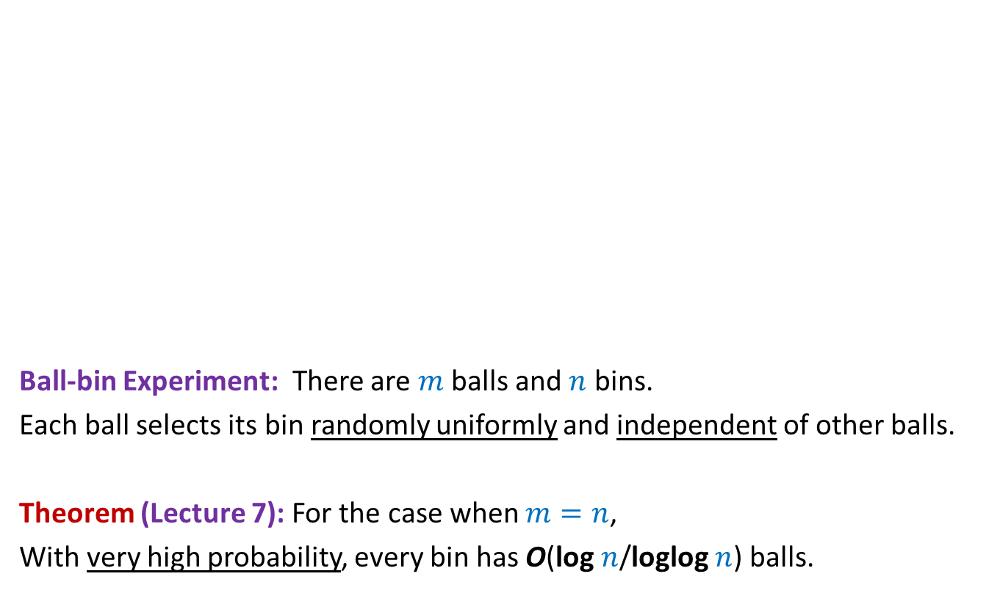 Ball-bin Experiment: There are m balls and n bins.
Each ball selects its bin randomly uniformly and independent of other balls.
Theorem (Lecture 7): For the case when m = n,
With very high probability, every bin has O(log n/loglog n) balls.